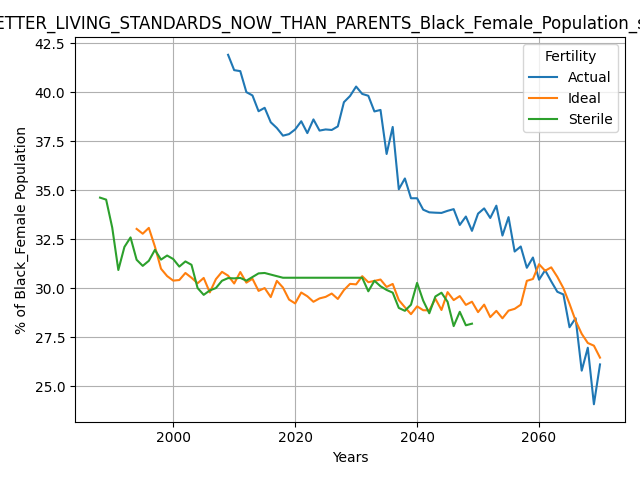 ETTER_LIVING_STANDARDS_NOW_THAN_PARENTS_Black_Female_Population_s
Fertility
Actual
Ideal
Sterile
% of Black_Female Population
42.5
40.0
37.5
35.0
32.5
30.0
27.5
25.0
2000
2020
2040
2060
Years